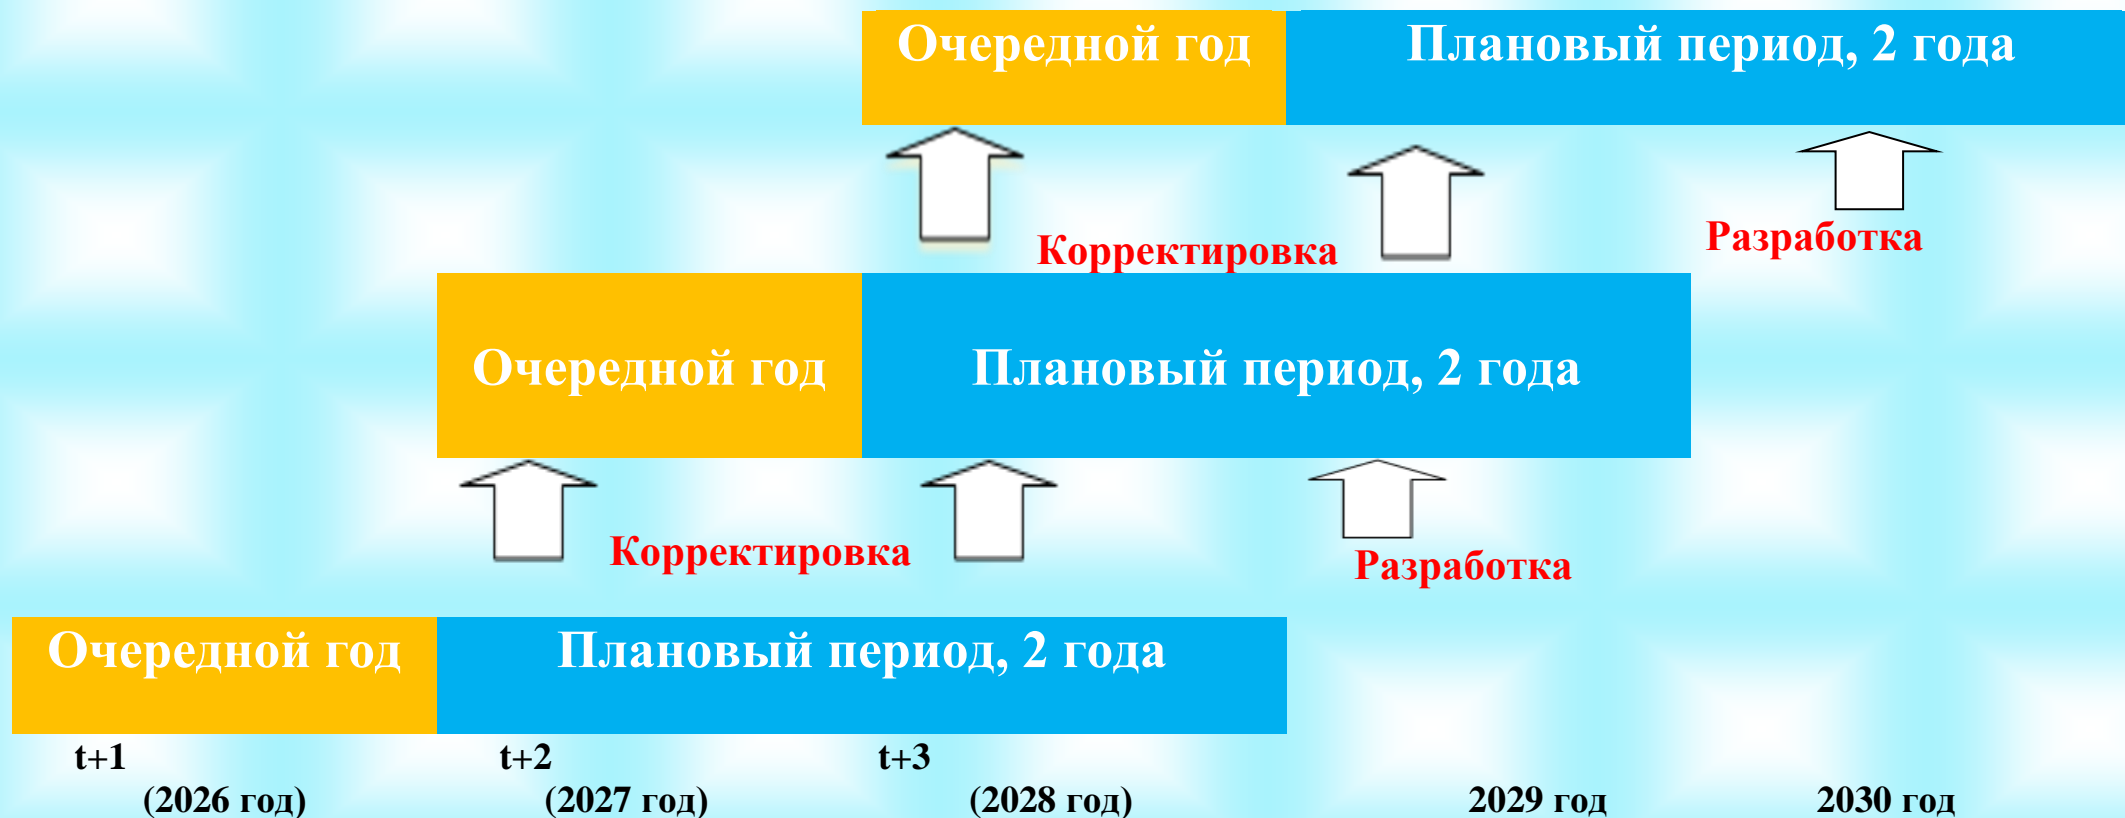 Очередной год
Плановый период, 2 года
Корректировка
Разработка
Очередной год
Плановый период, 2 года
Корректировка
Разработка
Очередной год
Плановый период, 2 года
t+1
t+2
t+3
(2026 год)
(2027 год)
(2028 год)
2029 год
2030 год